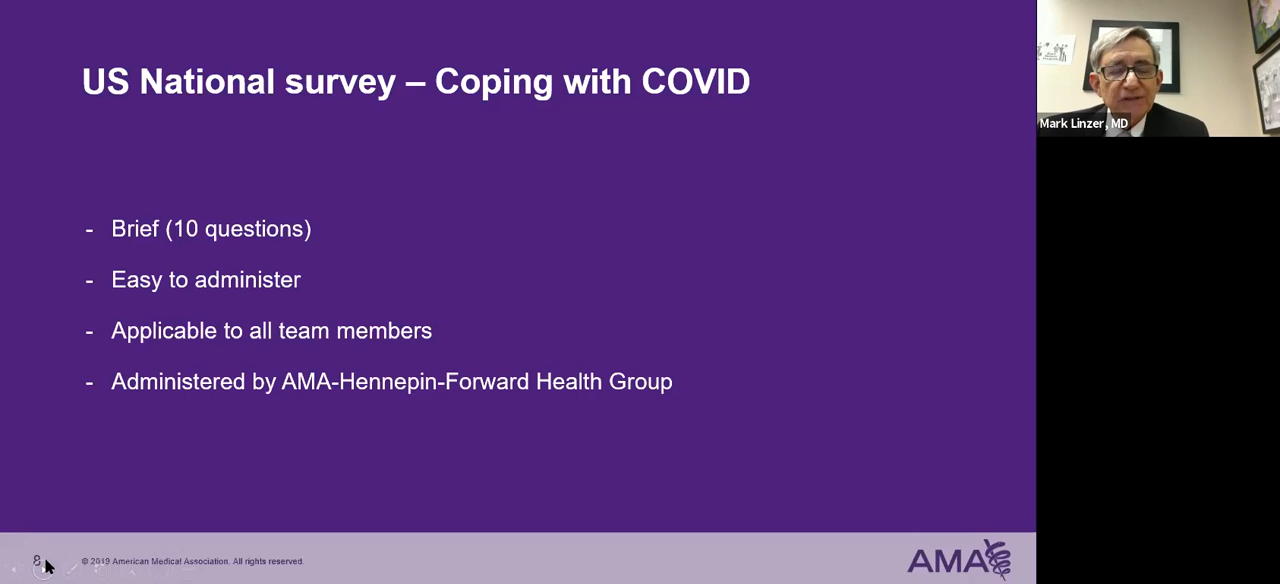 US National survey – Coping with COVID
- Brief (10 questions)
- Easy to administer
- Applicable to all team members
- Administered by AMA-Hennepin-Forward Health Group
8
© 2019 American Medical Association. All rights reserved.
AMA
Mark Linzer, MD